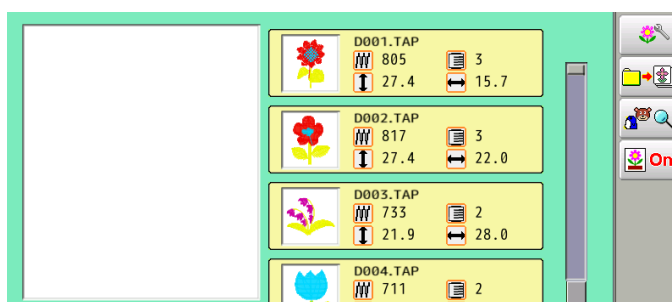 D001.TAP
805 3
27.4 15.7
D002.TAP
817 3
27.4 22.0
D003.TAP
733 2
21.9 28.0
D004.TAP
711 2
On